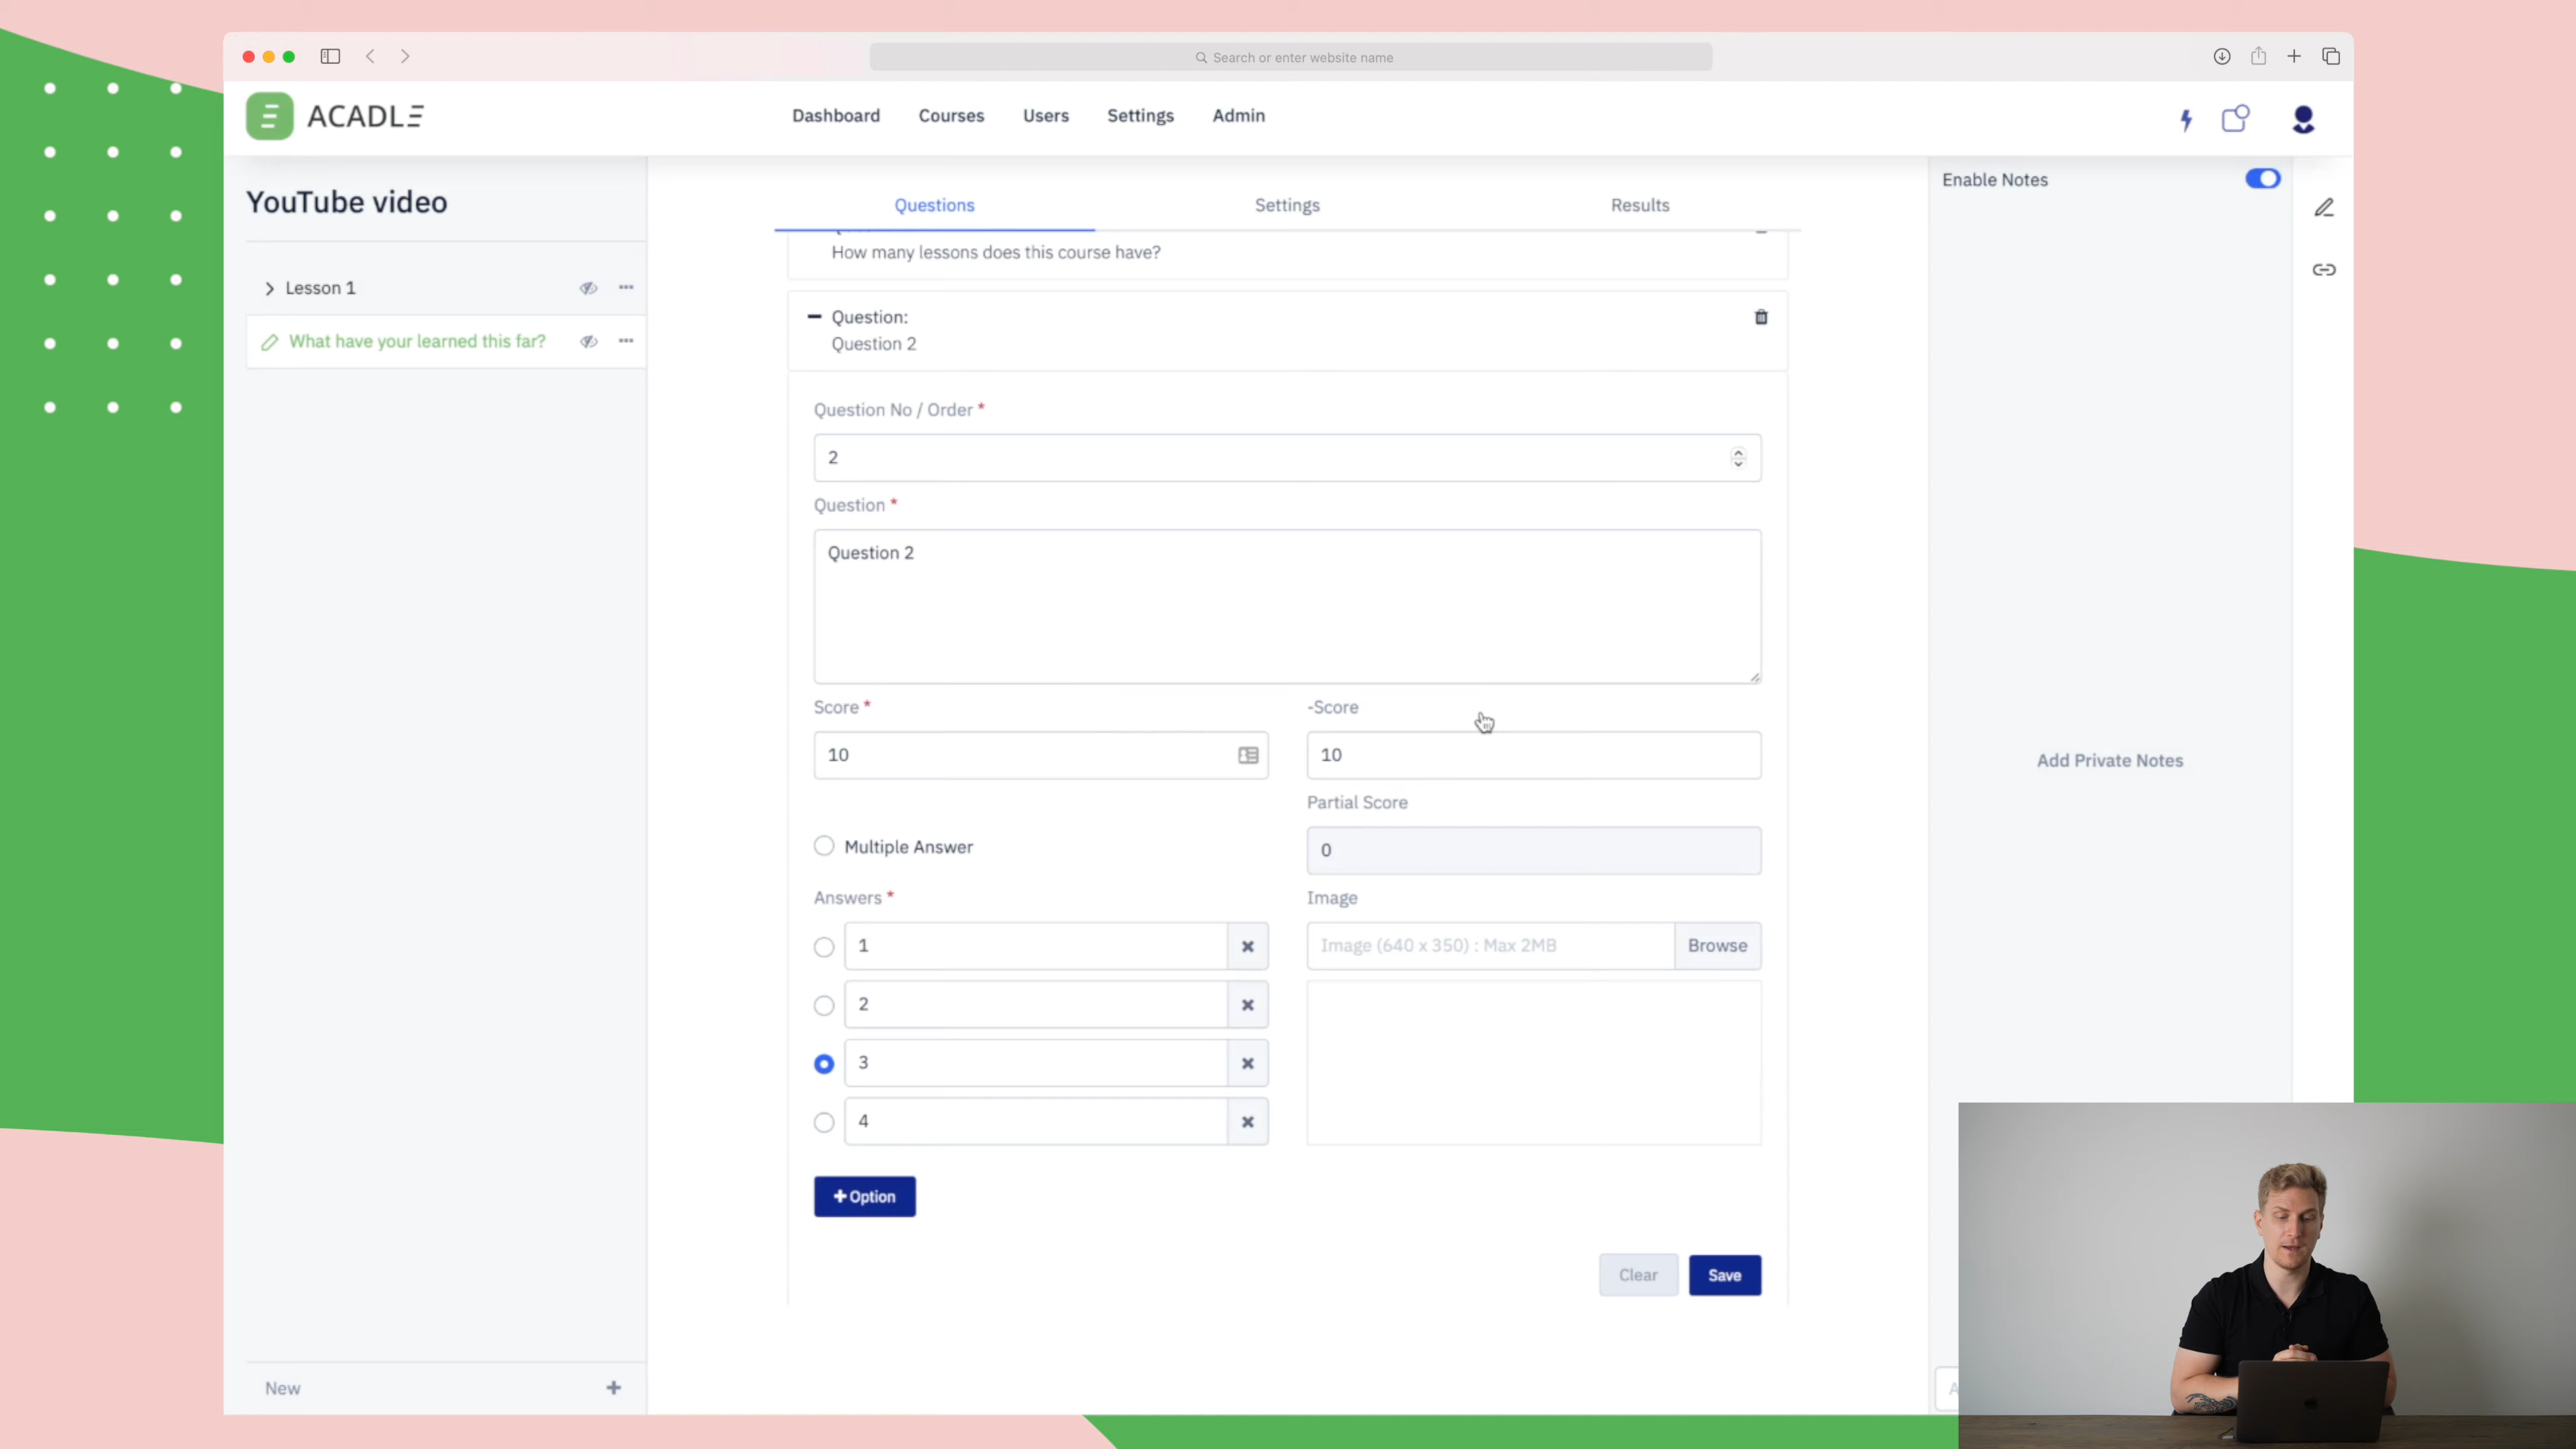 Search or enter website name
ACADLE
Dashboard Courses Users Settings Admin
YouTube video
Lesson 1
What have your learned this far?
New
Questions Settings Results
How many lessons does this course have?
Question:
Question 2
Question No / Order *
2
Question *
Question 2
Score *
10
-Score
10
Partial Score
0
Multiple Answer
Answers *
1
2
3
4
Image
Image (640 x 350) : Max 2MB
Browse
+ Option
Clear Save
Enable Notes
Add Private Notes